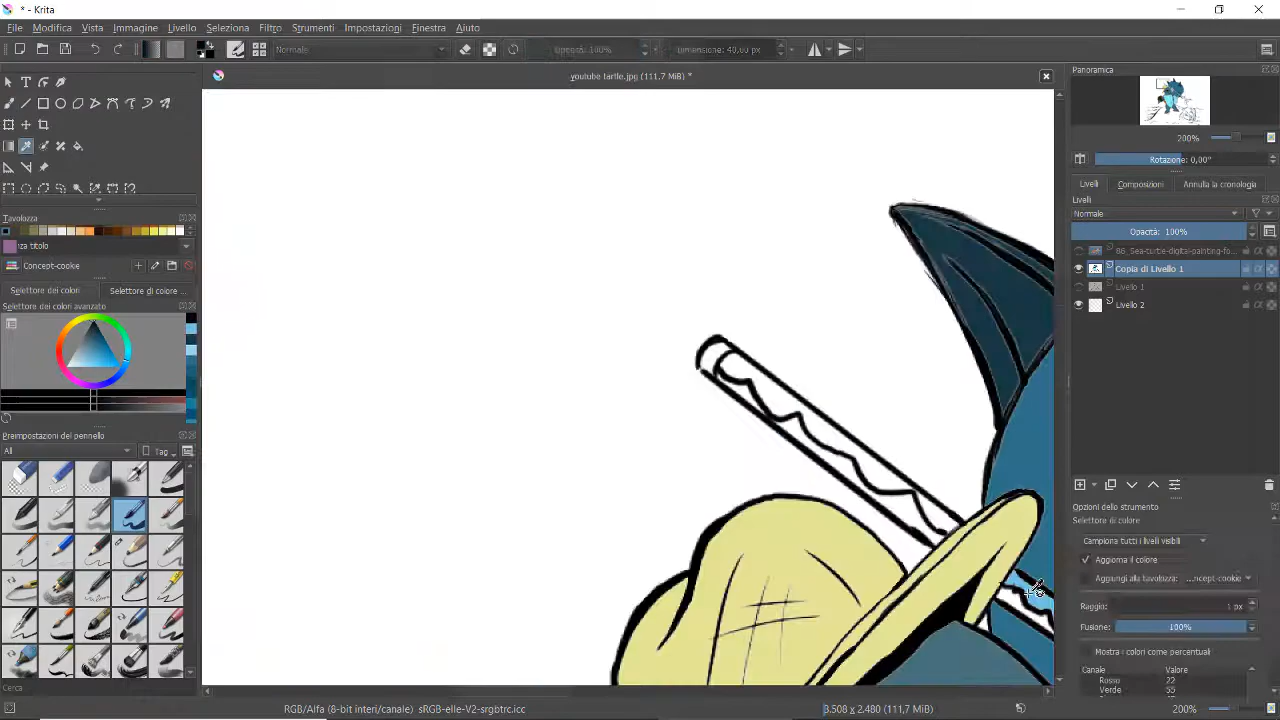 * - Krita
File Modifica Vista Immagine Livello Seleziona Filtro Strumenti Impostazioni Finestra Aiuto
Normale Opacità: 100% Dimensione: 40,00 px
youtube tartle.jpg (111,7 MiB) *
Panoramica
200%
Rotazione: 0,00°
Livelli Composizioni Annulla la cronologia
Livelli
Normale
Opacità: 100%
86_Sea-turtle-digital-painting-fo...
Copia di Livello 1
Livello 1
Livello 2
Tavolozza
nza titolo
Concept-cookie
Selettore dei colori Selettore di colore ...
Selettore dei colori avanzato
Preimpostazioni del pennello
All Tag
Cerca
Opzioni dello strumento
Selettore di colore
Campiona tutti i livelli visibili
Aggiorna il colore
Aggiungi alla tavolozza: ...ncept-cookie
Raggio: 1 px
Fusione: 100%
Mostra i colori come percentuali
Canale Valore
Rosso 22
Verde 55
RGB/Alfa (8-bit interi/canale) sRGB-elle-V2-srgbtrc.icc 3.508 x 2.480 (111,7 MiB) 200%